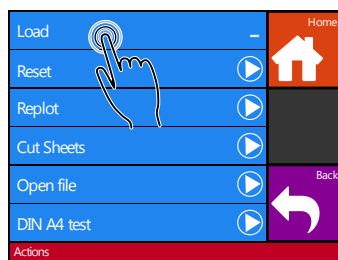 Load ...
Home
Reset
Replot
Cut Sheets
Open file
Back
DIN A4 test
Actions